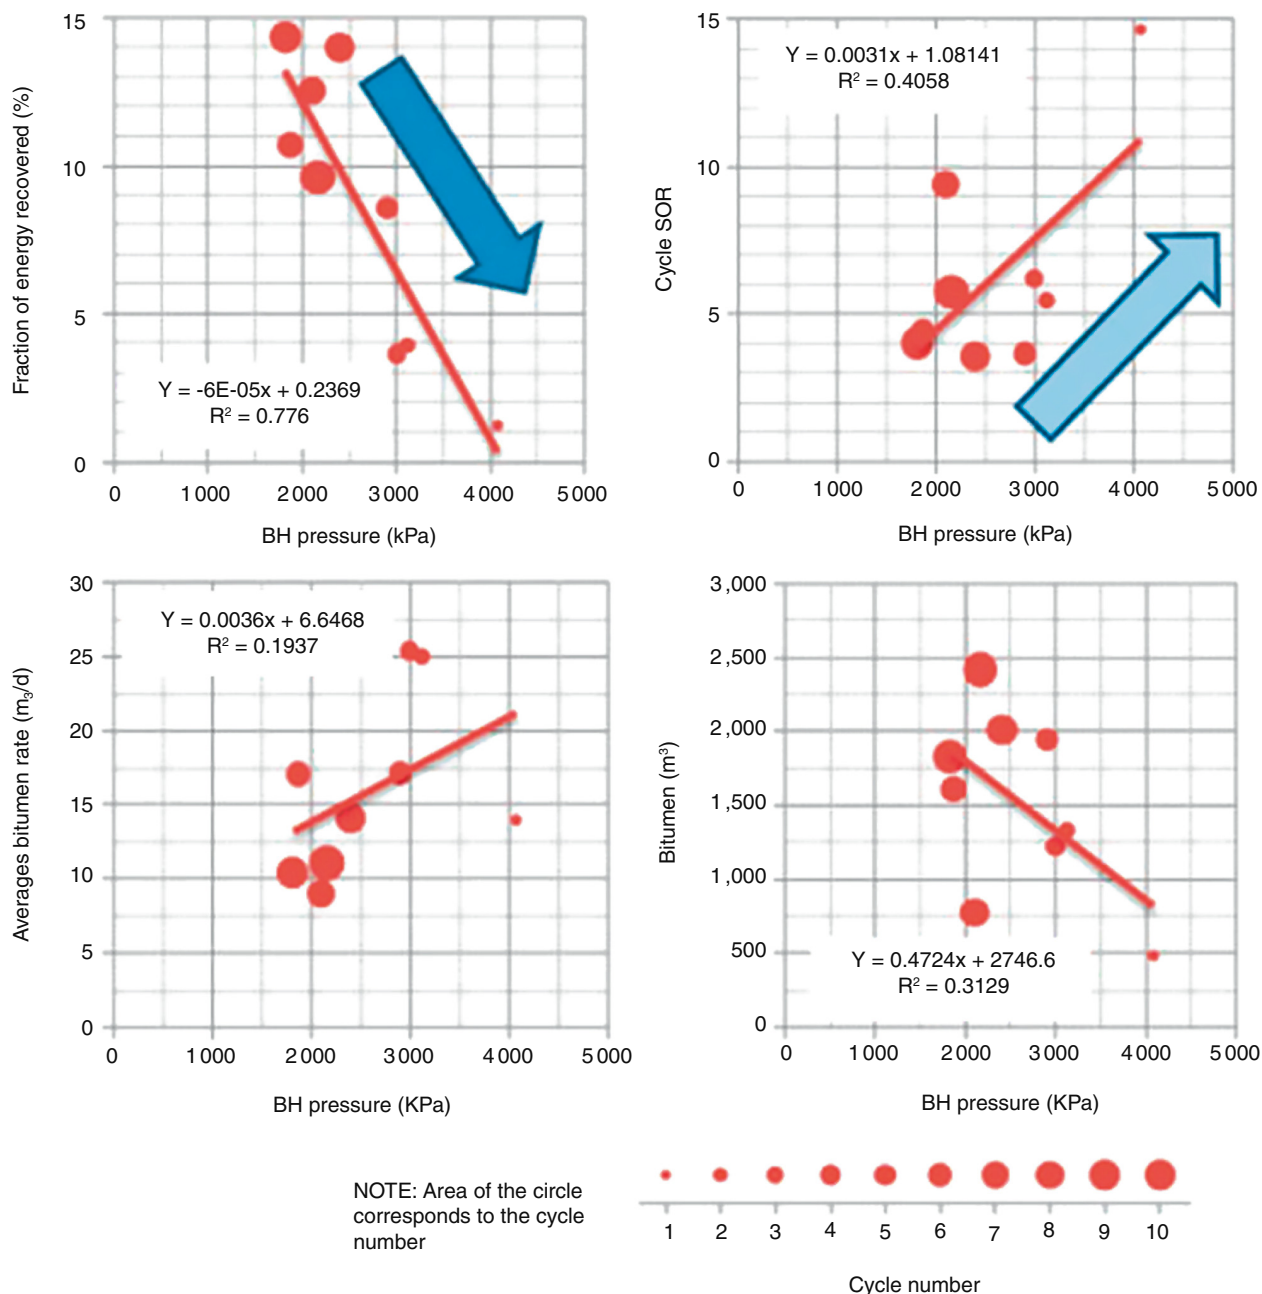 15
10
5
0
Fraction of energy recovered (%)
Y = -6E-05x + 0.2369
R² = 0.776
0 1000 2000 3000 4000 5000
BH pressure (kPa)
15
10
5
0
Cycle SOR
Y = 0.0031x + 1.08141
R² = 0.4058
0 1000 2000 3000 4000 5000
BH pressure (kPa)
30
25
20
15
10
5
0
Averages bitumen rate (m₃/d)
Y = 0.0036x + 6.6468
R² = 0.1937
0 1000 2000 3000 4000 5000
BH pressure (KPa)
3,000
2,500
2,000
1,500
1,000
500
0
Bitumen (m³)
Y = 0.4724x + 2746.6
R² = 0.3129
0 1000 2000 3000 4000 5000
BH pressure (KPa)
NOTE: Area of the circle
corresponds to the cycle
number
1 2 3 4 5 6 7 8 9 10
Cycle number